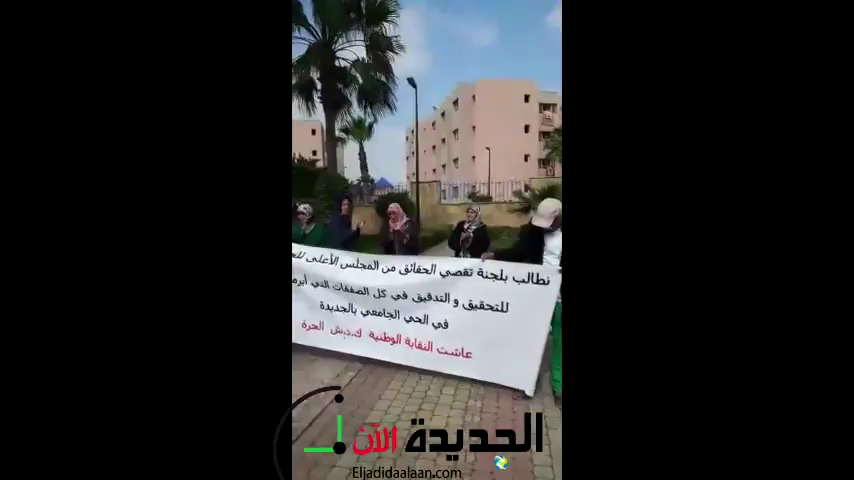 نطالب بلجنة تقصي الحقائق من المجلس الأعلى
للتحقيق و التدقيق في كل الصفقات التي
في الحي الجامعي بالجديدة
عاشت النقابة الوطنية ك.د.ش الحرة
الجديدة الآن
Eljadidaalaan.com